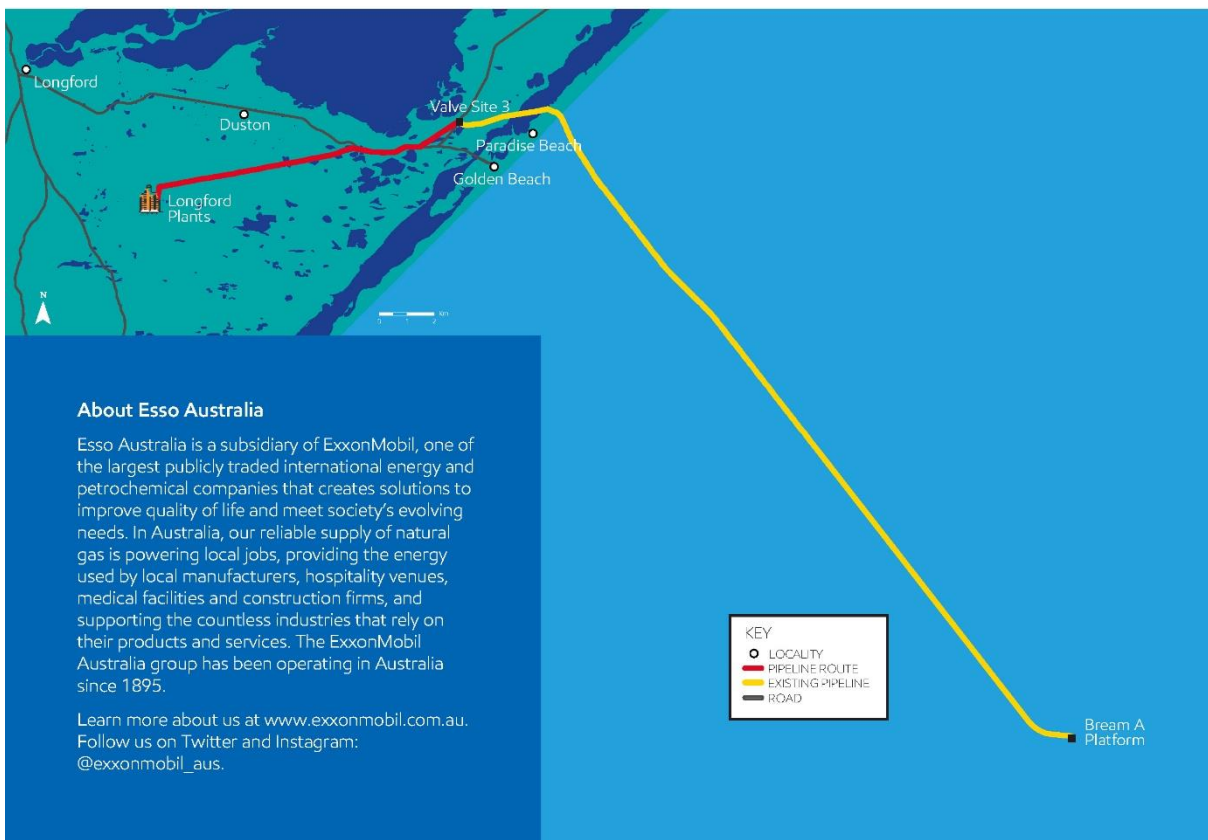 Longford
Duston
Valve Site 3
Paradise Beach
Golden Beach
Longford
Plants
N
0 1 2 Km
About Esso Australia
Esso Australia is a subsidiary of ExxonMobil, one of
the largest publicly traded international energy and
petrochemical companies that creates solutions to
improve quality of life and meet society's evolving
needs. In Australia, our reliable supply of natural
gas is powering local jobs, providing the energy
used by local manufacturers, hospitality venues,
medical facilities and construction firms, and
supporting the countless industries that rely on
their products and services. The ExxonMobil
Australia group has been operating in Australia
since 1895.
Learn more about us at www.exxonmobil.com.au.
Follow us on Twitter and Instagram:
@exxonmobil_aus.
KEY
LOCALITY
PIPELINE ROUTE
EXISTING PIPELINE
ROAD
Bream A
Platform